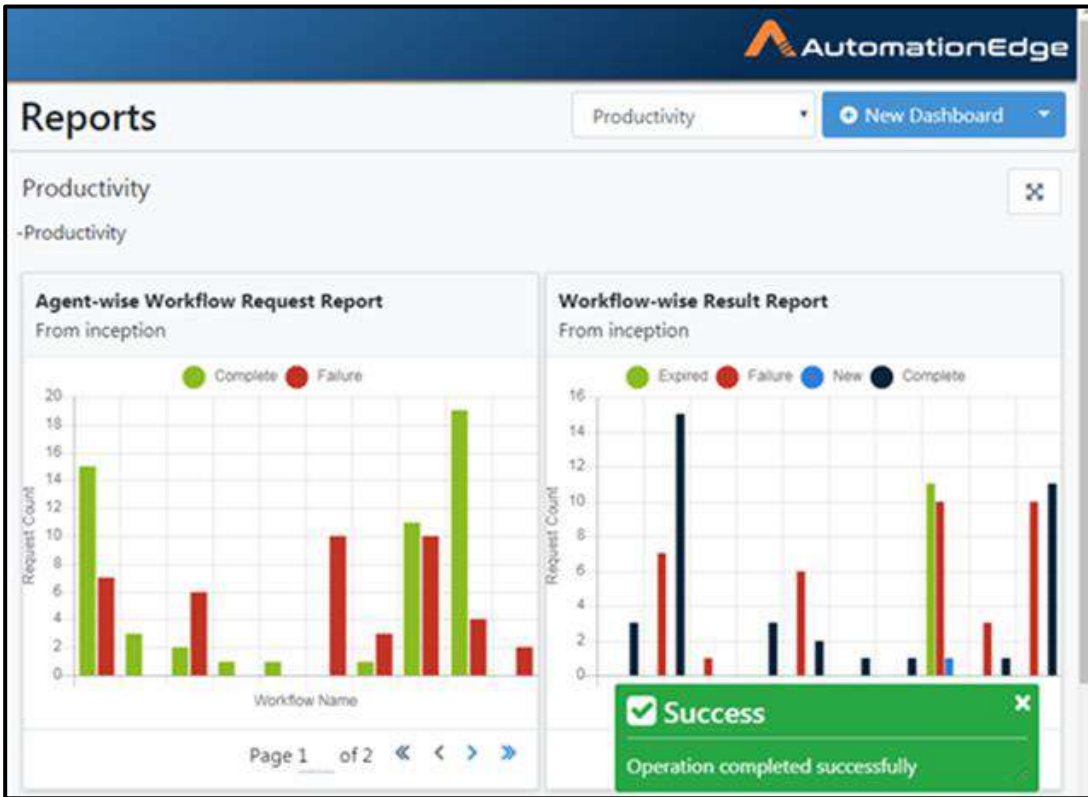 AutomationEdge
Reports
Productivity
New Dashboard
Productivity
-Productivity
Agent-wise Workflow Request Report
From inception
Complete Failure
20
18
16
14
12
10
8
6
4
2
0
Request Count
Workflow Name
Page 1 of 2 « < > »
Workflow-wise Result Report
From inception
Expired Failure New Complete
16
14
12
10
8
6
4
2
0
Request Count
Success
Operation completed successfully